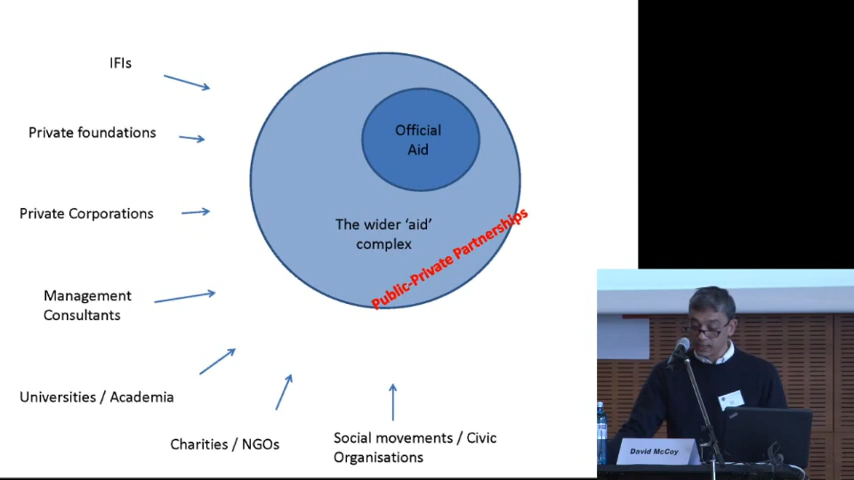 IFIs
Private foundations
Private Corporations
Management
Consultants
Universities / Academia
Charities / NGOs
Social movements / Civic
Organisations
Official
Aid
The wider ‘aid’
complex
Public-Private Partnerships
David McCoy